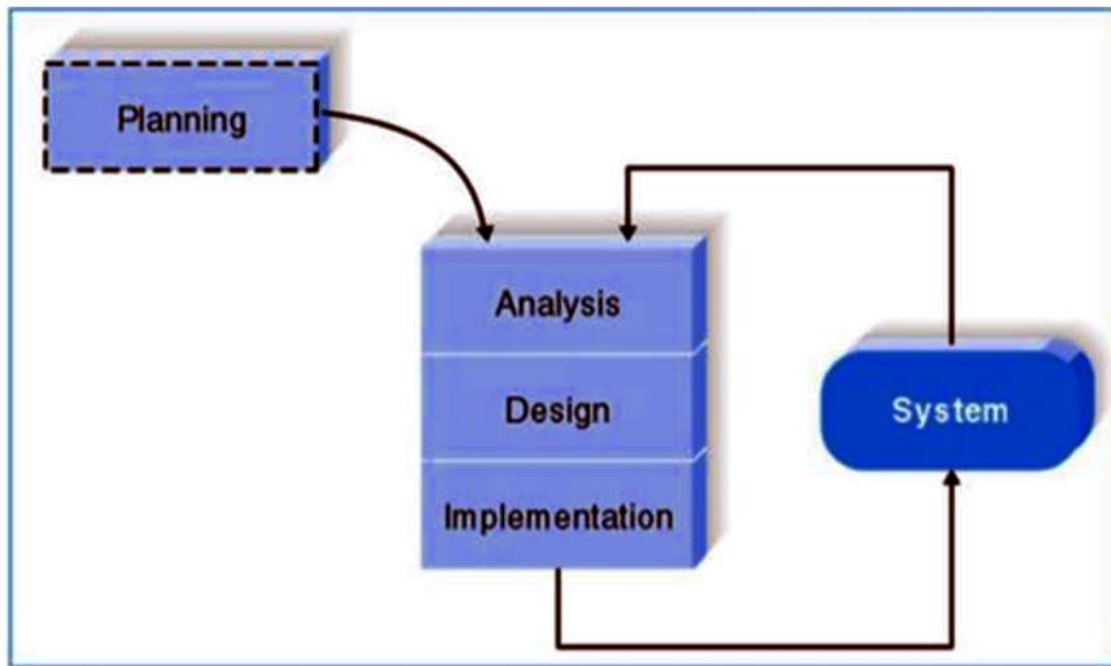 Planning
Analysis
Design
System
Implementation